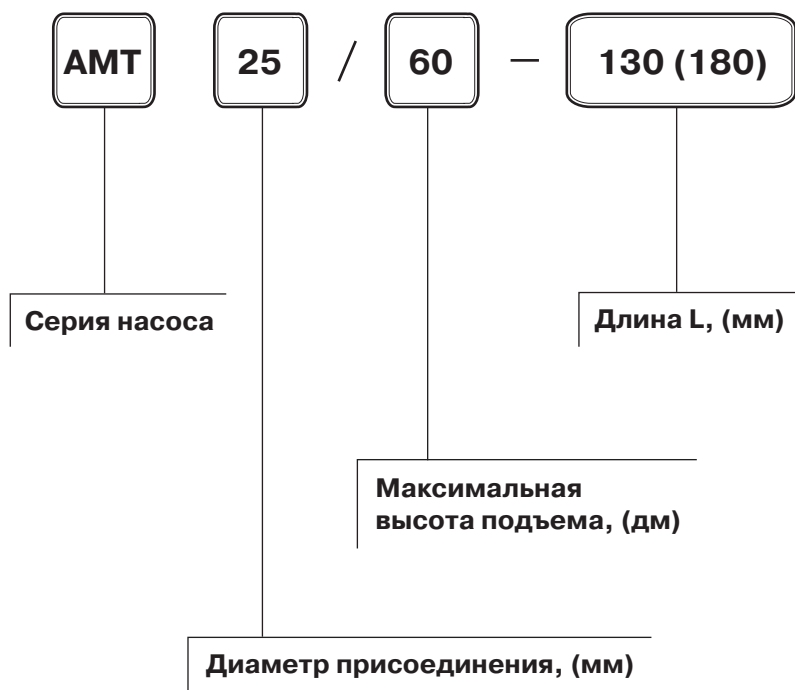 АМТ 25 / 60 — 130 (180)
Серия насоса
Длина L, (мм)
Максимальная
высота подъема, (дм)
Диаметр присоединения, (мм)